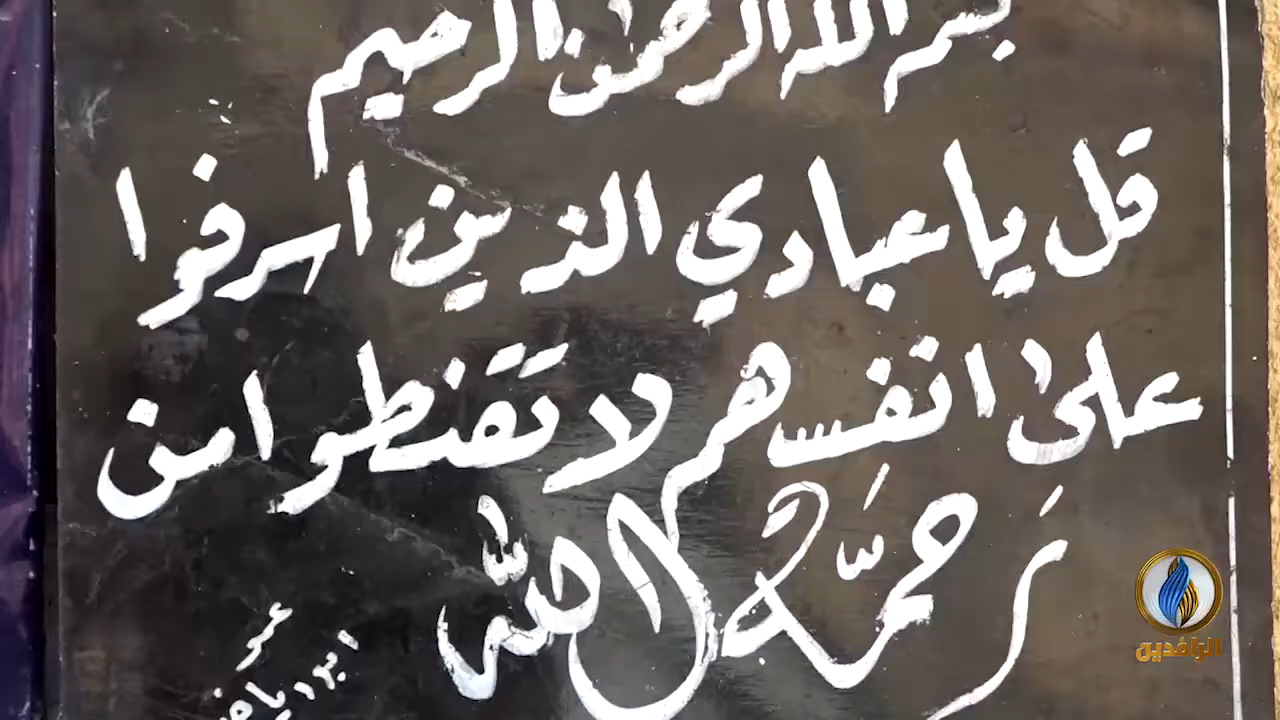 بسم الله الرحمن الرحيم
قل يا عبادي الذين اسرفوا
على انفسهم لا تقنطوا من
رحمة الله
الرافدين